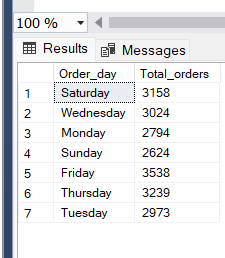 100 %
Results Messages
Order_day Total_orders
1 Saturday 3158
2 Wednesday 3024
3 Monday 2794
4 Sunday 2624
5 Friday 3538
6 Thursday 3239
7 Tuesday 2973